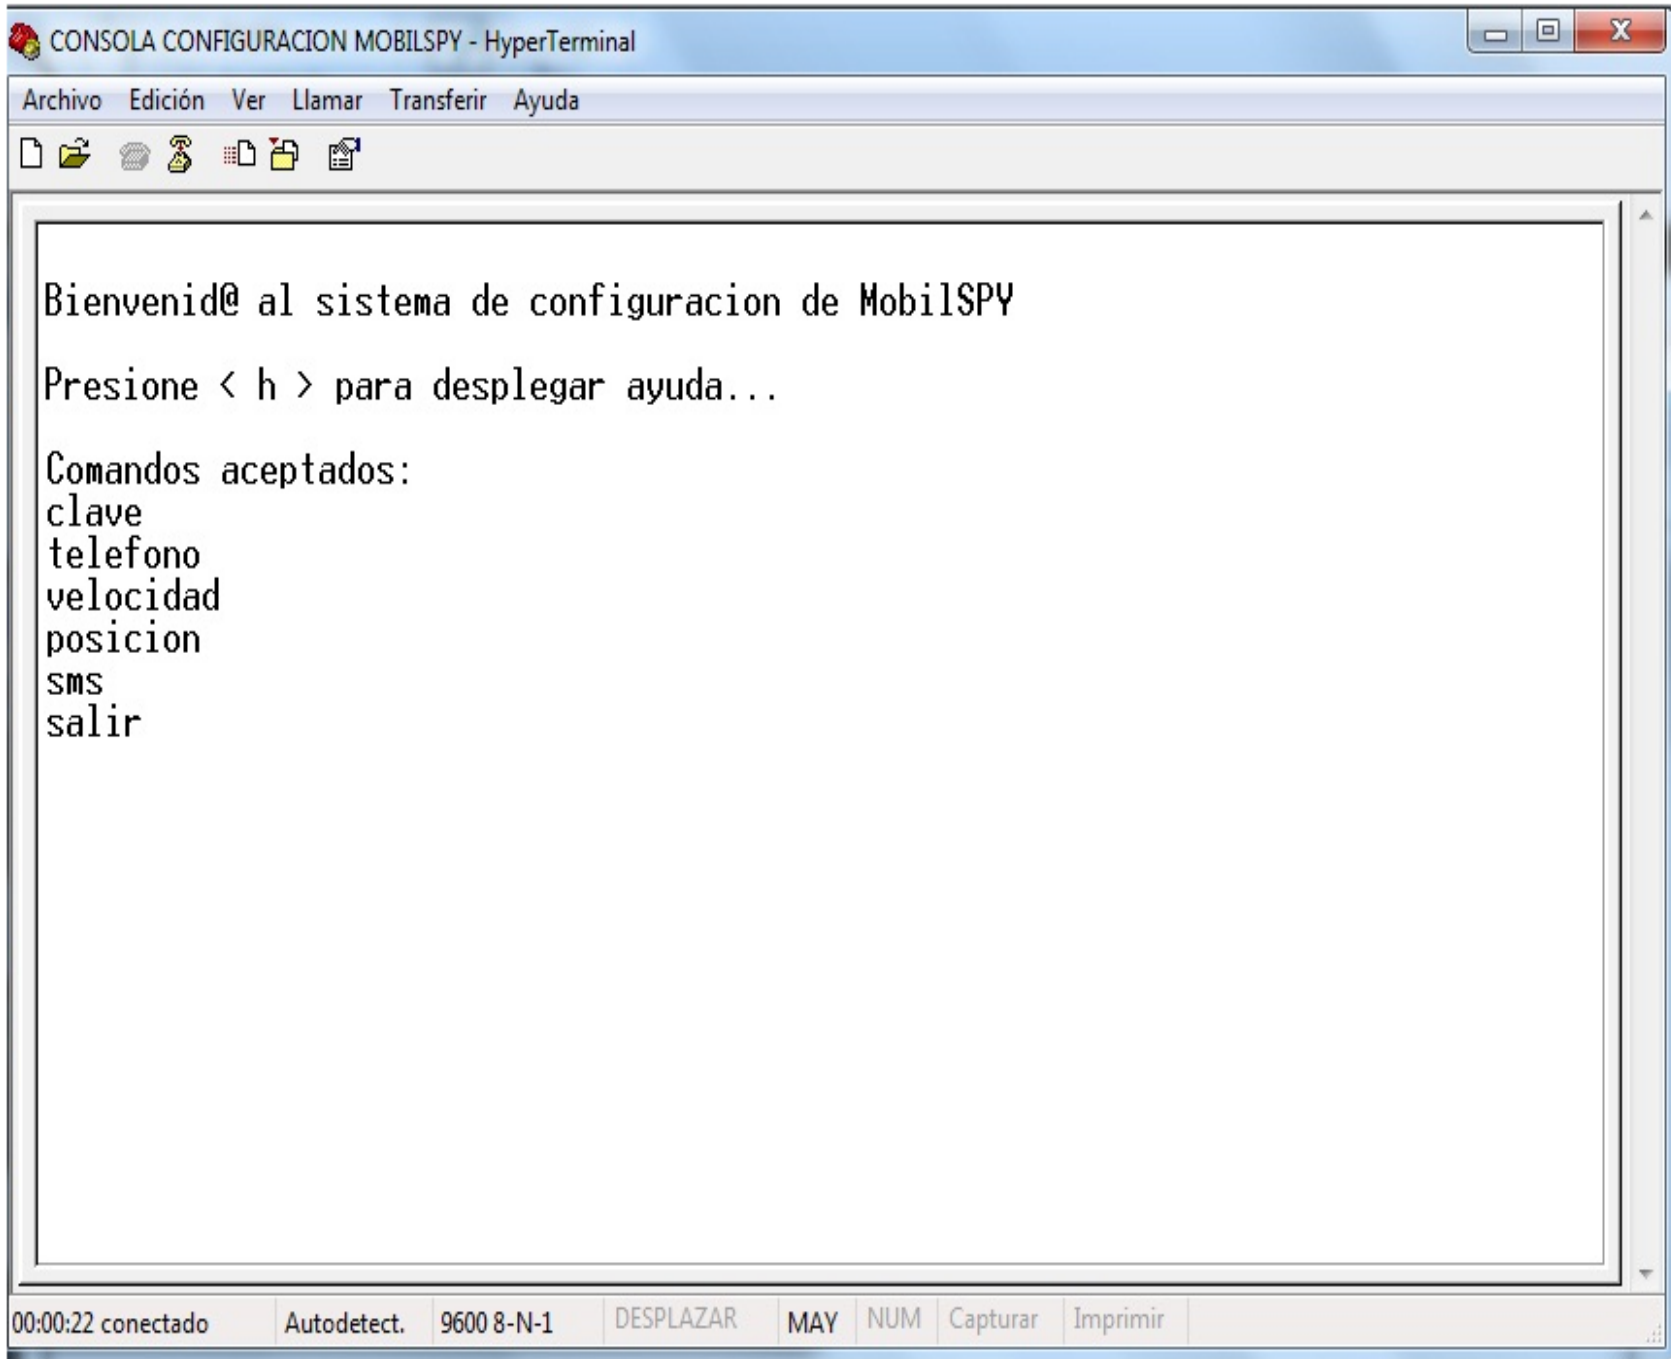 CONSOLA CONFIGURACION MOBILSPY - HyperTerminal
Archivo Edición Ver Llamar Transferir Ayuda
Bienvenid@ al sistema de configuracion de MobilSPY
Presione < h > para desplegar ayuda...
Comandos aceptados:
clave
telefono
velocidad
posicion
sms
salir
00:00:22 conectado Autodetect. 9600 8-N-1 DESPLAZAR MAY NUM Capturar Imprimir